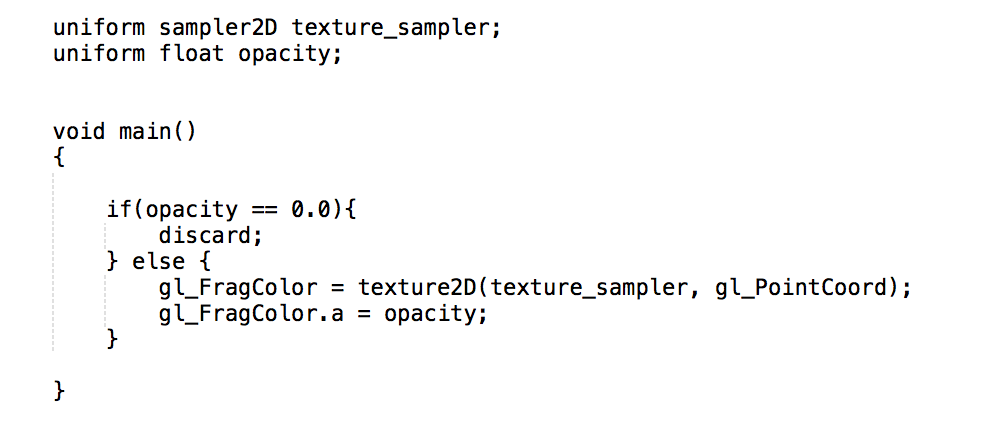 uniform sampler2D texture_sampler;
uniform float opacity;
void main()
{
if(opacity == 0.0){
discard;
} else {
gl_FragColor = texture2D(texture_sampler, gl_PointCoord);
gl_FragColor.a = opacity;
}
}